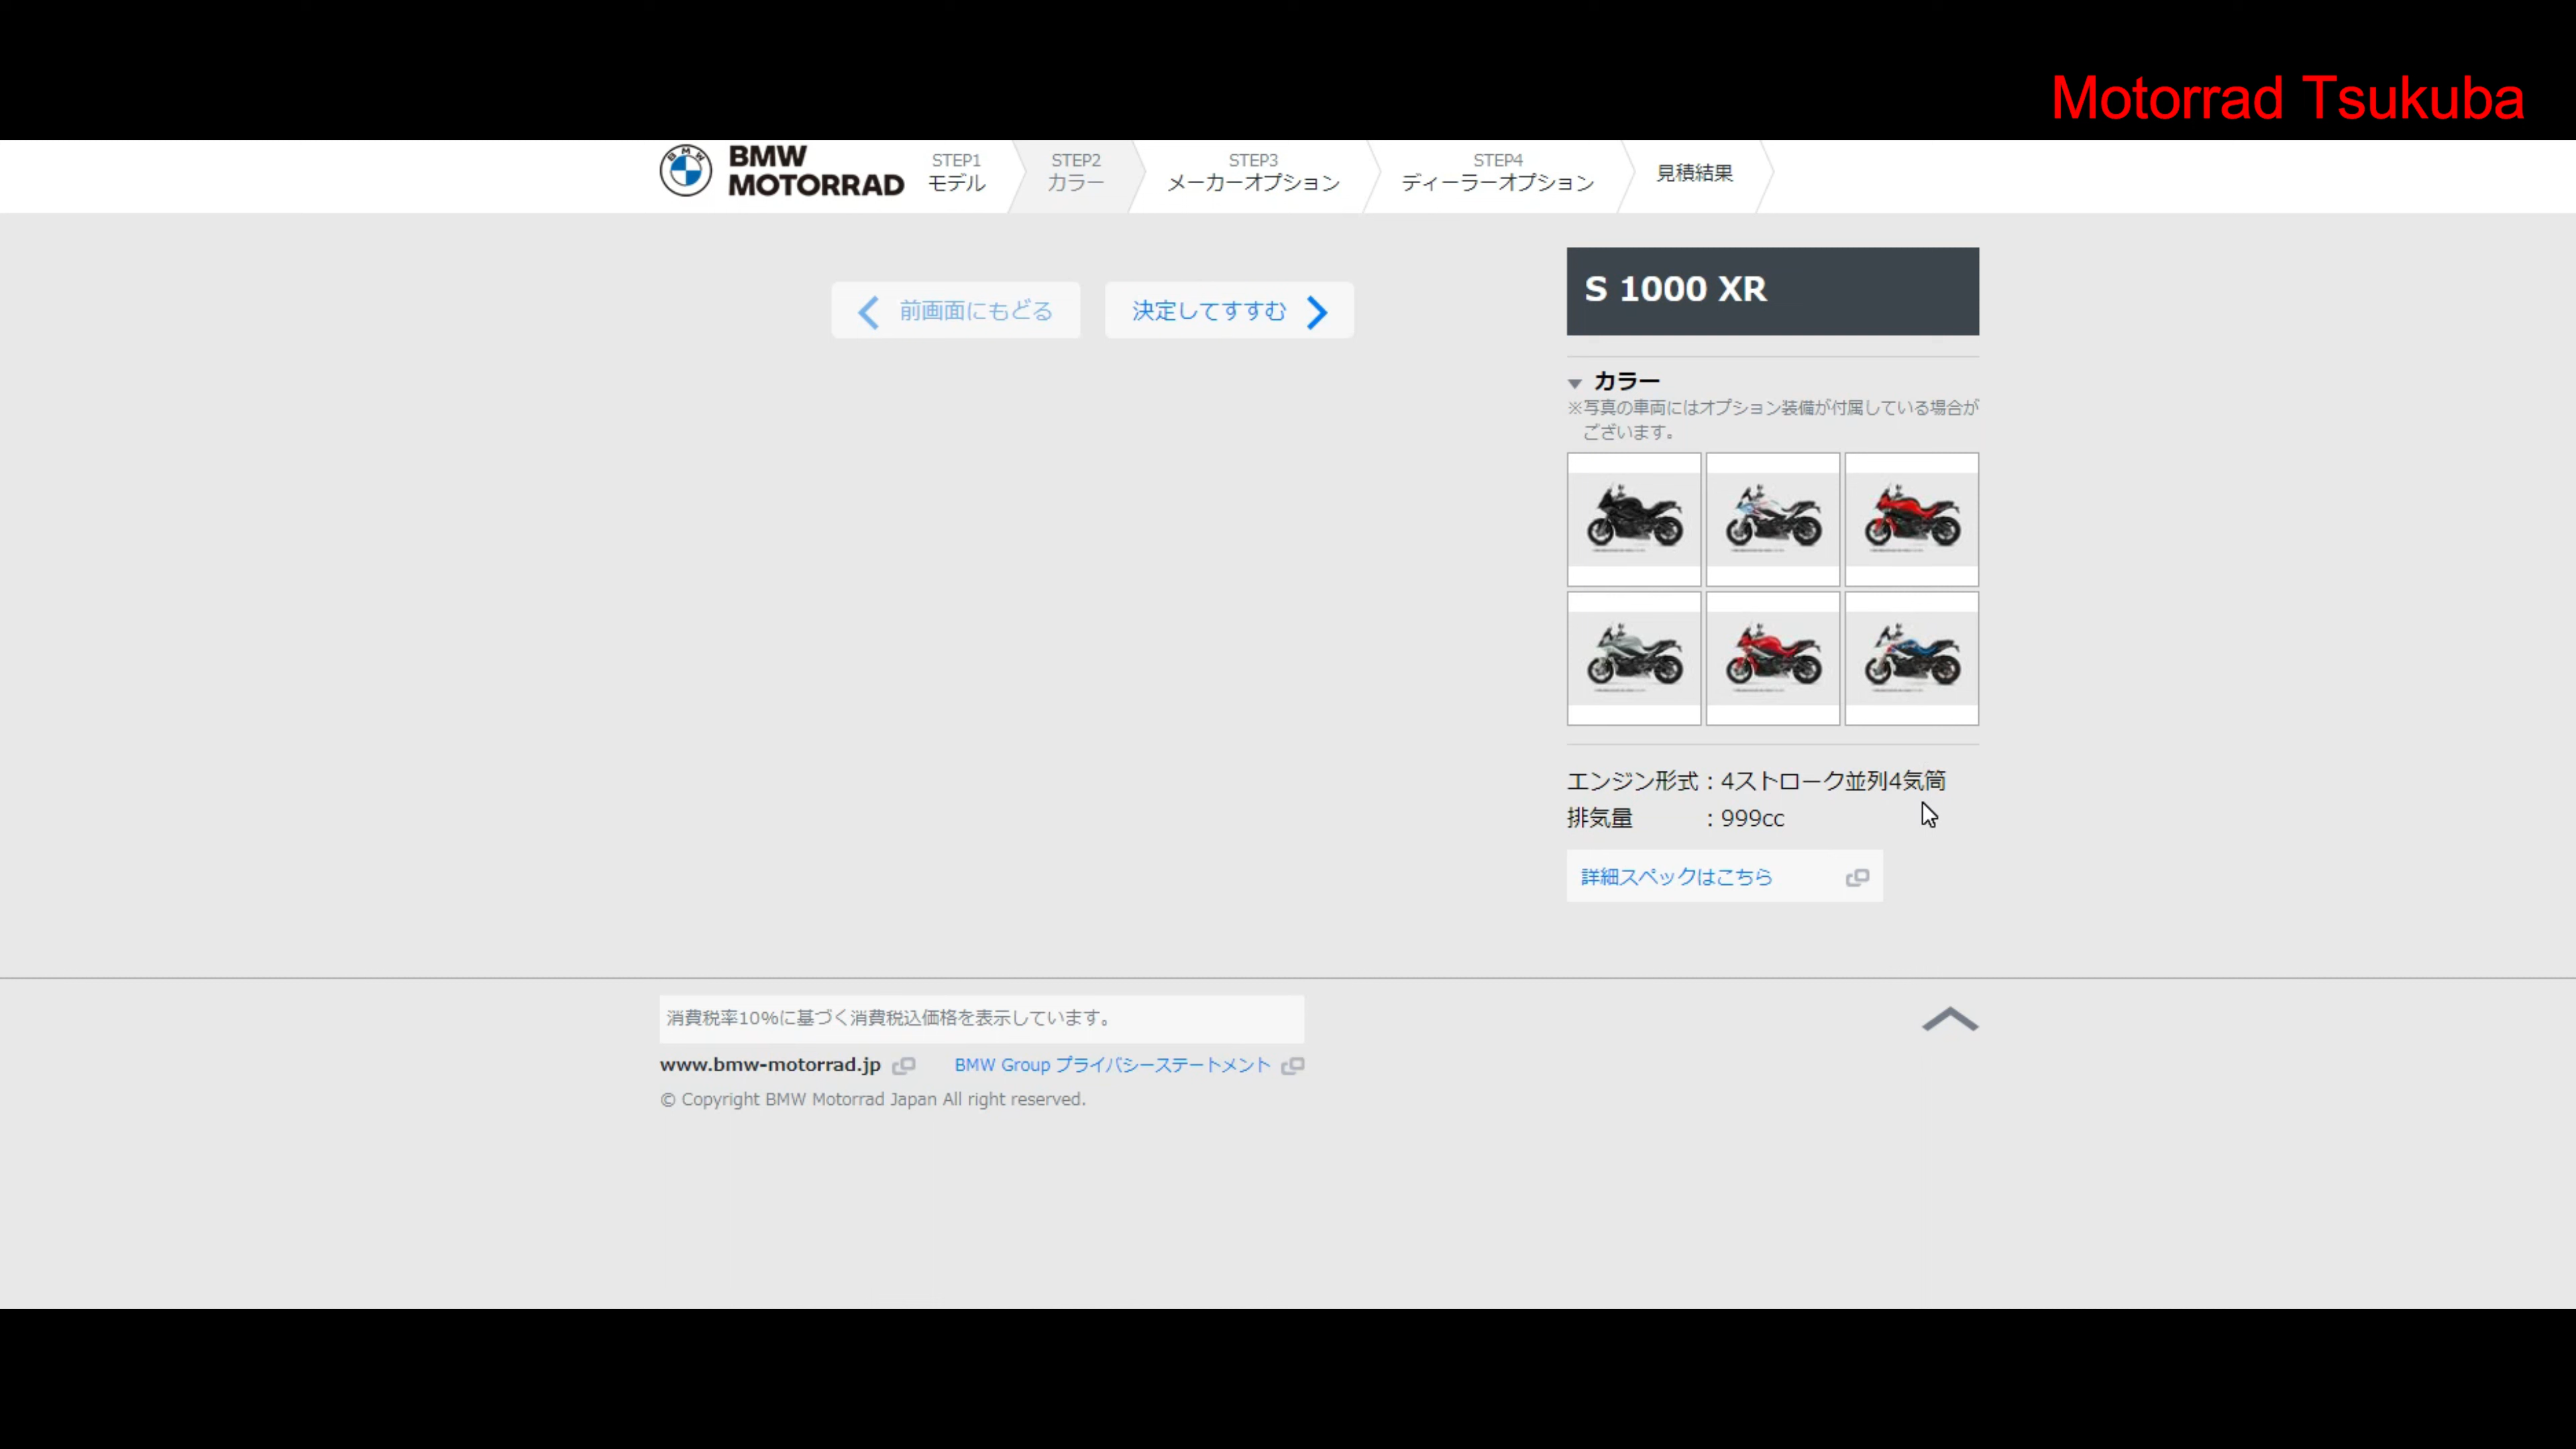 Motorrad Tsukuba
BMW
MOTORRAD
STEP1
モデル
STEP2
カラー
STEP3
メーカーオプション
STEP4
ディーラーオプション
見積結果
前画面にもどる
決定してすすむ
S 1000 XR
カラー
※写真の車両にはオプション装備が付属している場合が
ございます。
エンジン形式 : 4ストローク並列4気筒
排気量 : 999cc
詳細スペックはこちら
消費税率10%に基づく消費税込価格を表示しています。
www.bmw-motorrad.jp
BMW Group プライバシーステートメント
© Copyright BMW Motorrad Japan All right reserved.